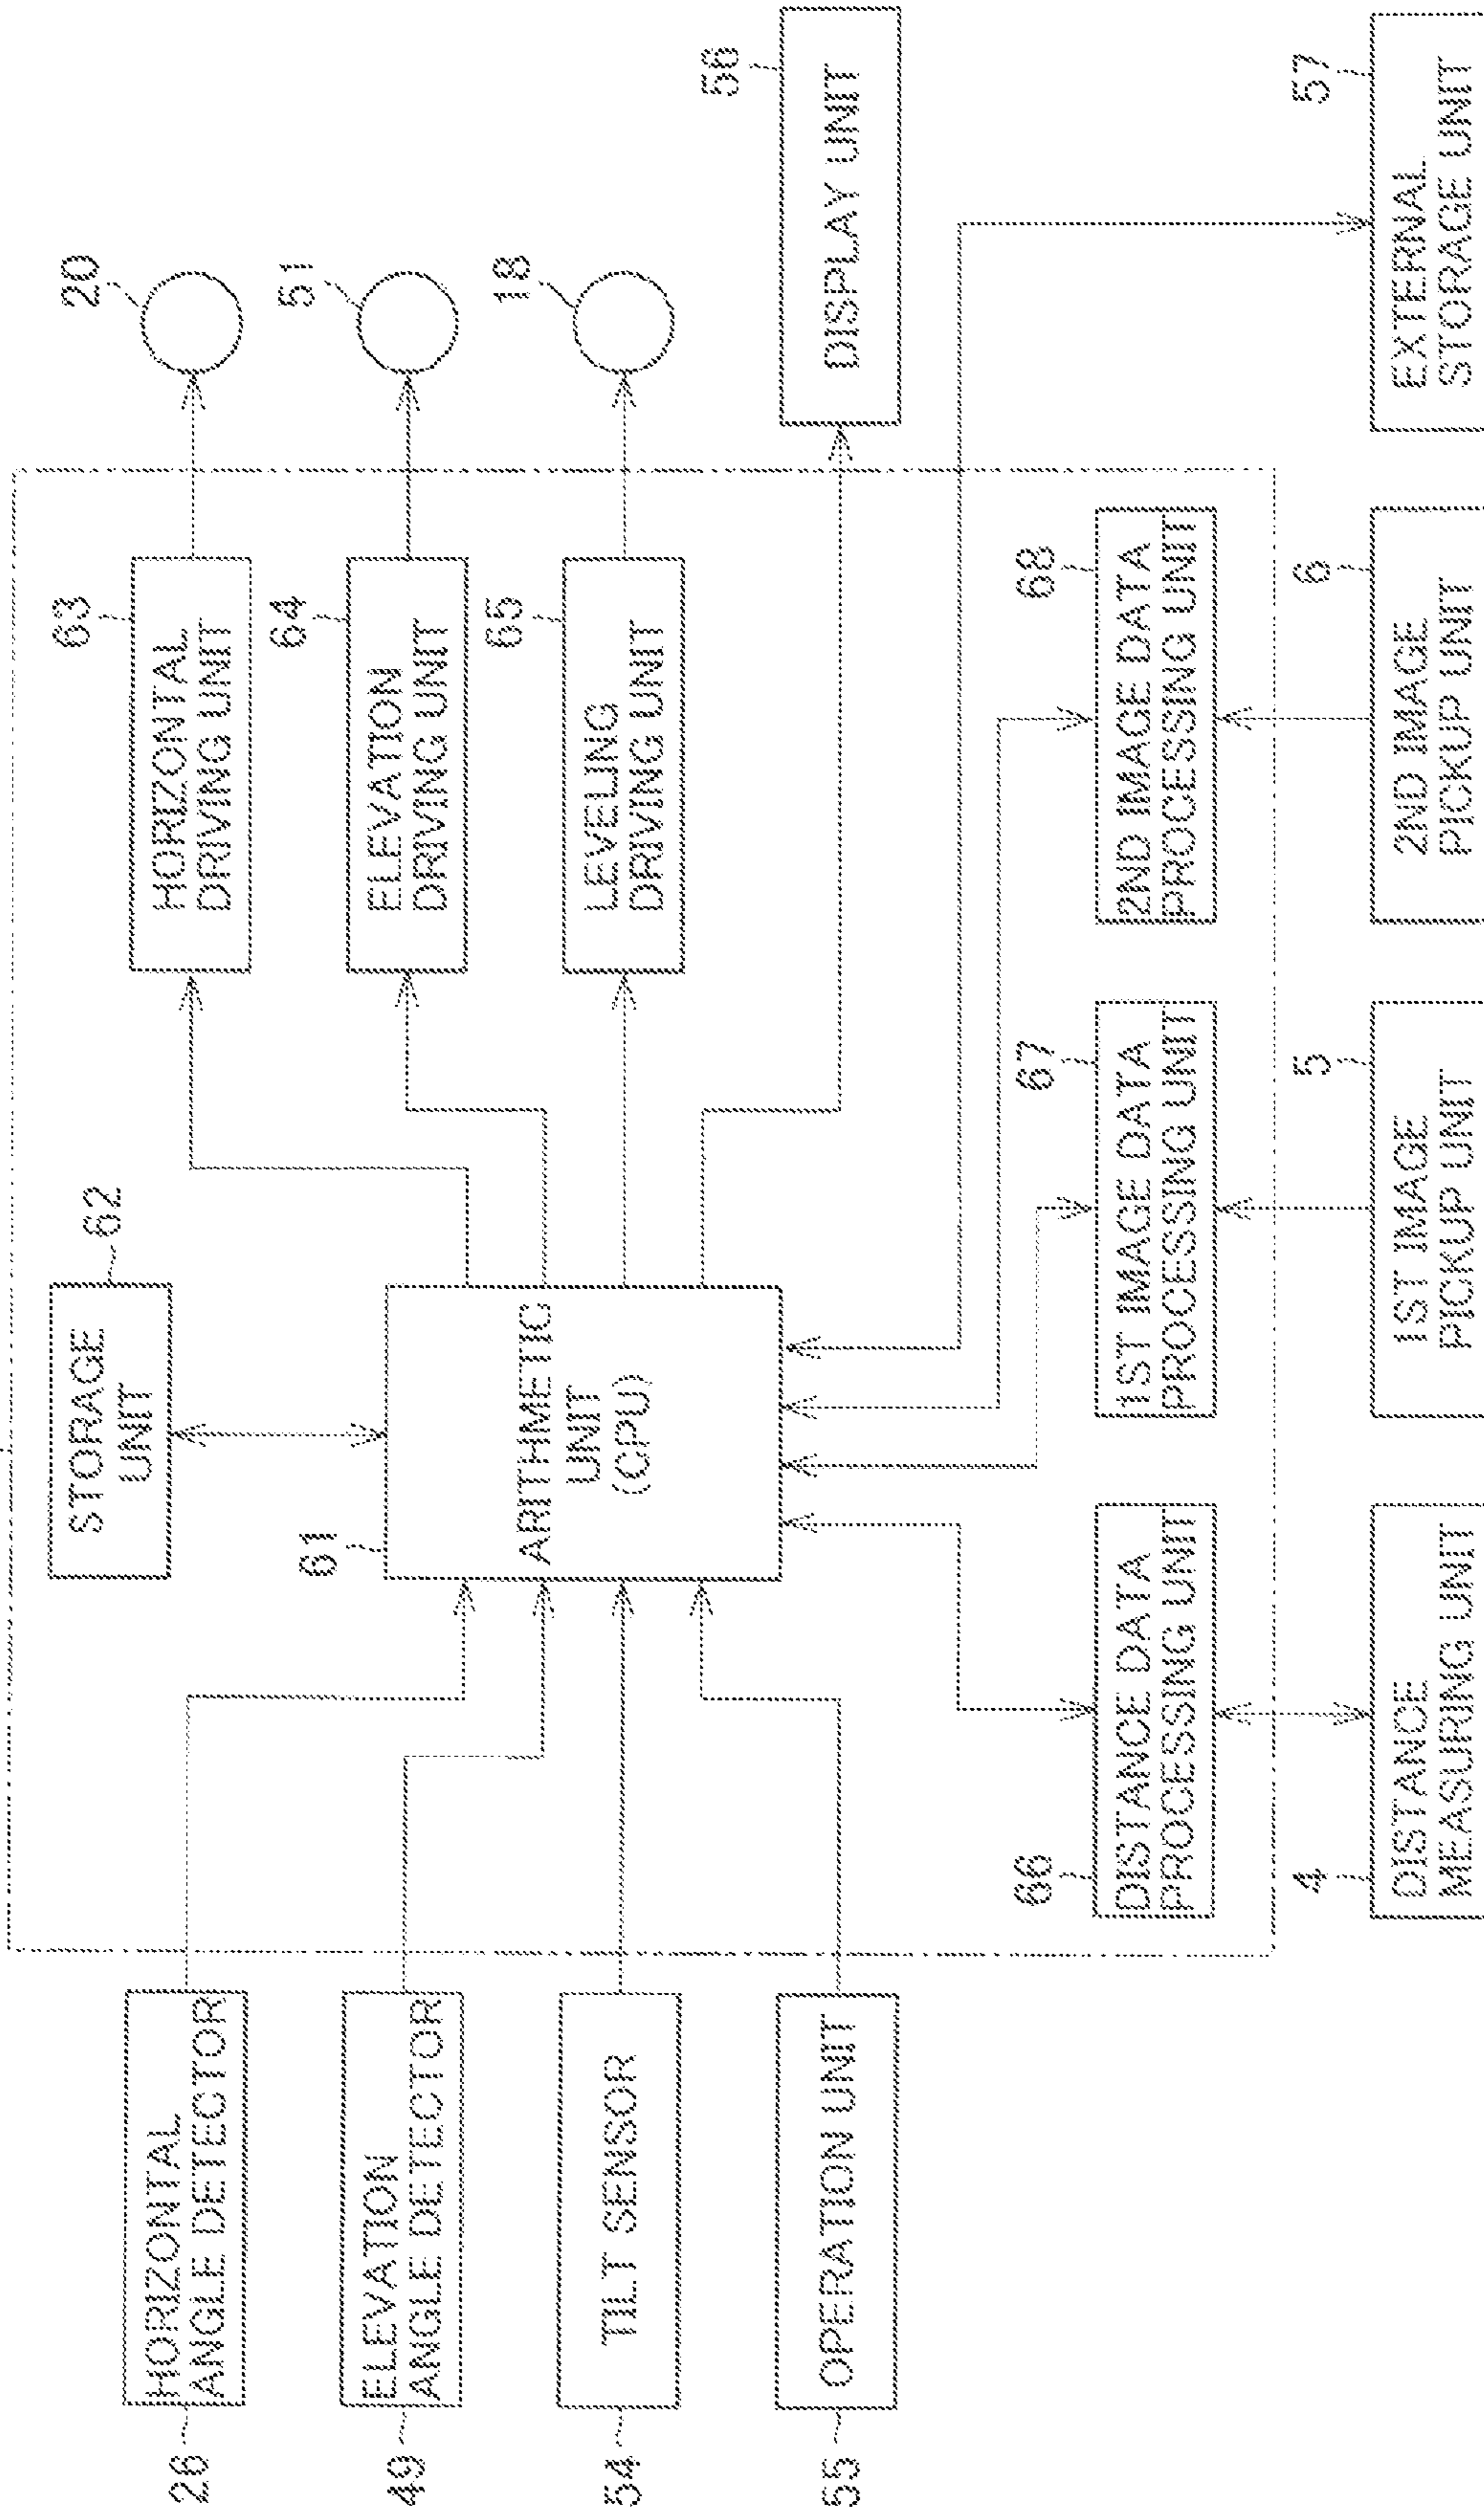 26
HORIZONTAL
ANGLE DETECTOR
49
ELEVATION
ANGLE DETECTOR
54
TILT SENSOR
55
OPERATION UNIT
STORAGE
UNIT
62
61
ARITHMETIC
UNIT
(CPU)
63
HORIZONTAL
DRIVING UNIT
20
64
ELEVATION
DRIVING UNIT
51
65
LEVELING
DRIVING UNIT
18
56
DISPLAY UNIT
66
DISTANCE DATA
PROCESSING UNIT
67
1ST IMAGE DATA
PROCESSING UNIT
68
2ND IMAGE DATA
PROCESSING UNIT
4
DISTANCE
MEASURING UNIT
5
1ST IMAGE
PICKUP UNIT
6
2ND IMAGE
PICKUP UNIT
57
EXTERNAL
STORAGE UNIT